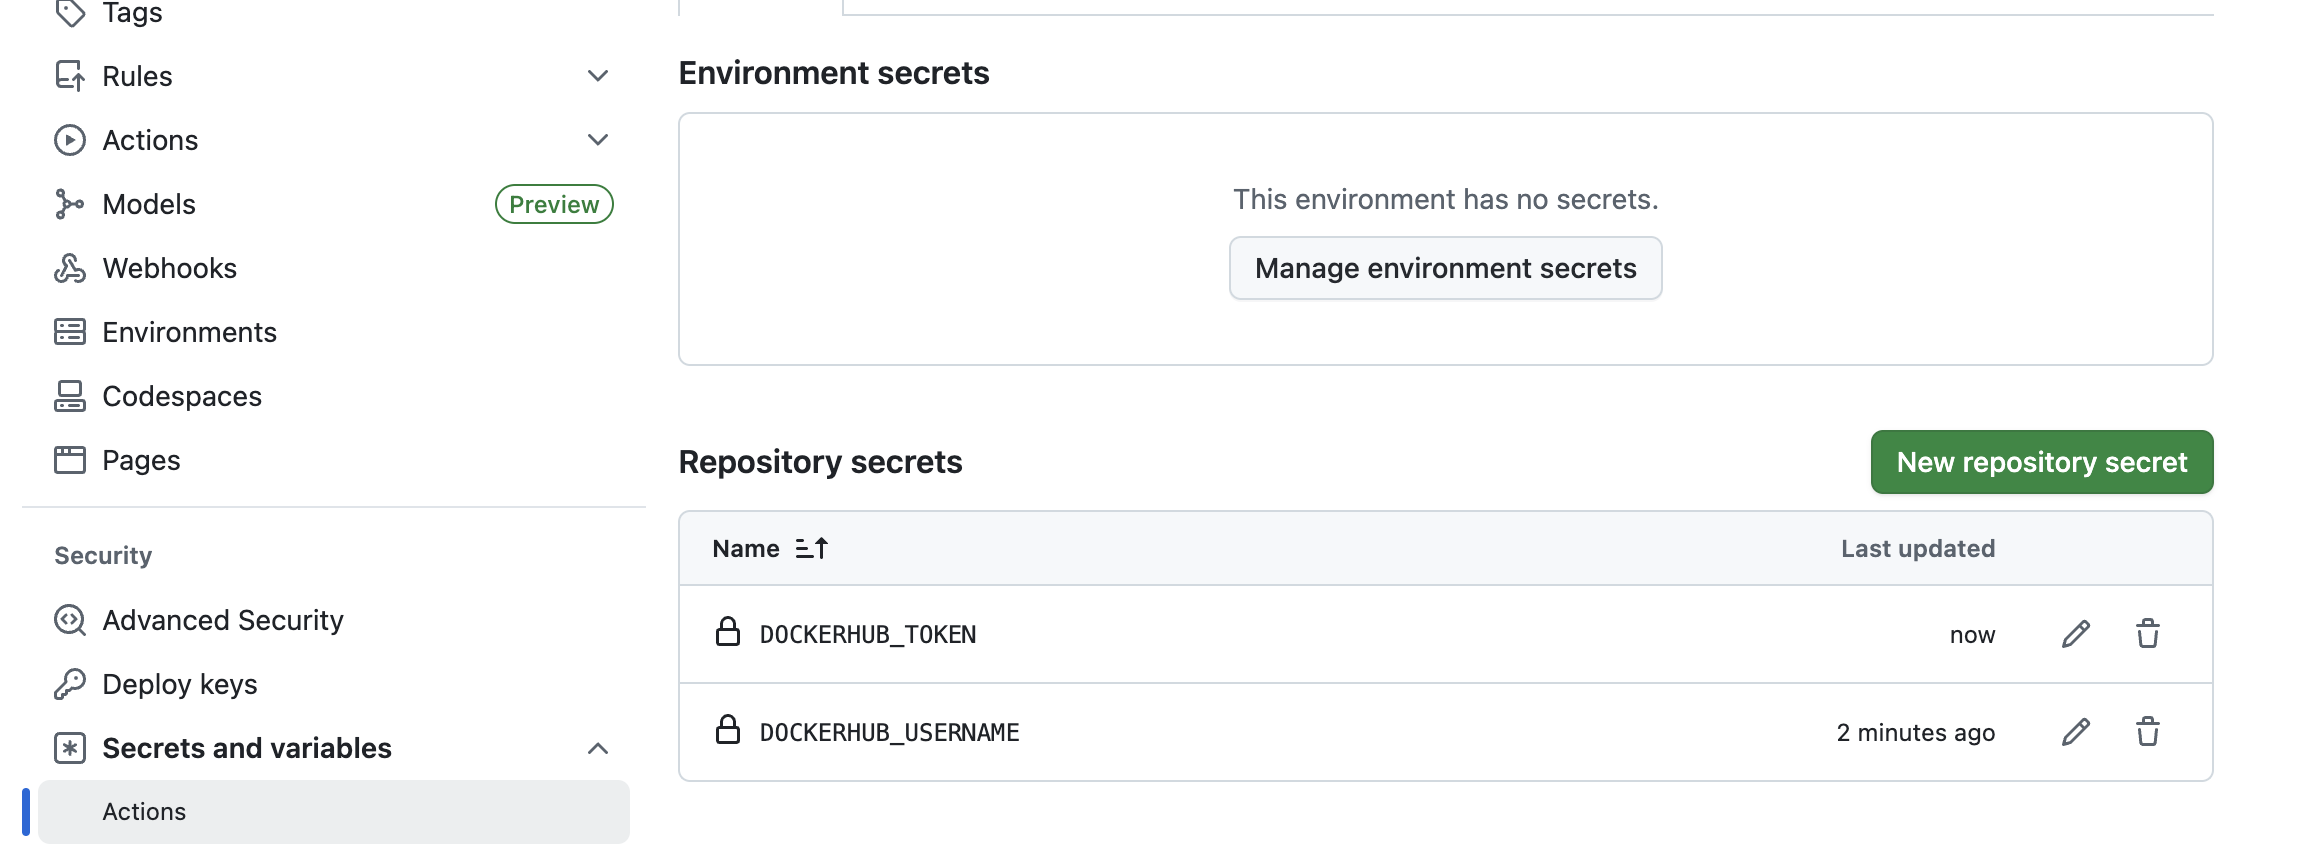 Tags
Rules
Actions
Models
Preview
Webhooks
Environments
Codespaces
Pages
Security
Advanced Security
Deploy keys
Secrets and variables
Actions
Environment secrets
This environment has no secrets.
Manage environment secrets
Repository secrets
New repository secret
Name
Last updated
DOCKERHUB_TOKEN
now
DOCKERHUB_USERNAME
2 minutes ago